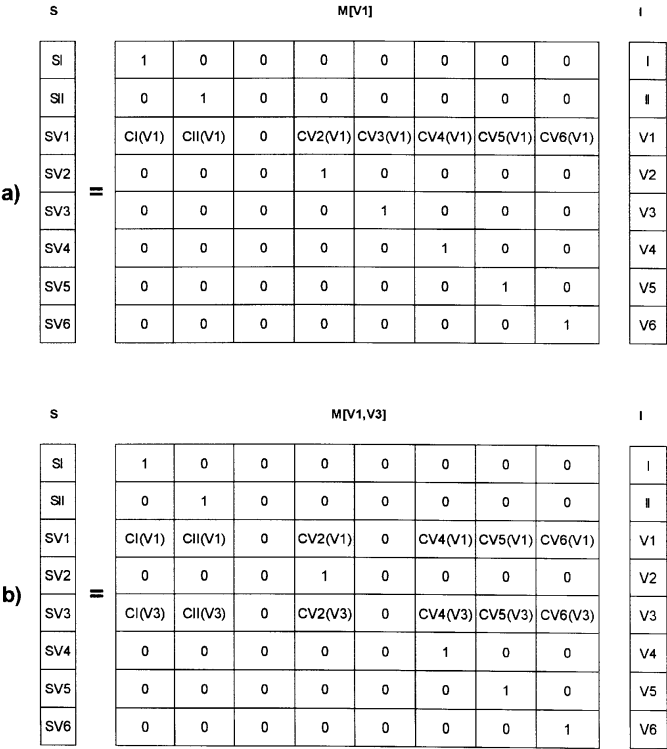 S M[V1] I
SI 1 0 0 0 0 0 0 0 I
SII 0 1 0 0 0 0 0 0 II
SV1 CI(V1) CII(V1) 0 CV2(V1) CV3(V1) CV4(V1) CV5(V1) CV6(V1) V1
SV2 0 0 0 1 0 0 0 0 V2
a) =
SV3 0 0 0 0 1 0 0 0 V3
SV4 0 0 0 0 0 1 0 0 V4
SV5 0 0 0 0 0 0 1 0 V5
SV6 0 0 0 0 0 0 0 1 V6
S M[V1,V3] I
SI 1 0 0 0 0 0 0 0 I
SII 0 1 0 0 0 0 0 0 II
SV1 CI(V1) CII(V1) 0 CV2(V1) 0 CV4(V1) CV5(V1) CV6(V1) V1
SV2 0 0 0 1 0 0 0 0 V2
b) =
SV3 CI(V3) CII(V3) 0 CV2(V3) 0 CV4(V3) CV5(V3) CV6(V3) V3
SV4 0 0 0 0 0 1 0 0 V4
SV5 0 0 0 0 0 0 1 0 V5
SV6 0 0 0 0 0 0 0 1 V6